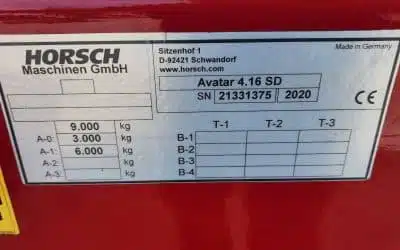 HORSCH
Maschinen GmbH
Sitzenhof 1
D-92421 Schwandorf
www.horsch.com
Made in Germany
Avatar 4.16 SD
SN 21331375 2020
9.000 kg
A-0: 3.000 kg
A-1: 6.000 kg
A-2: kg
A-3: kg
T-1 T-2 T-3
B-1
B-2
B-3
B-4
CE